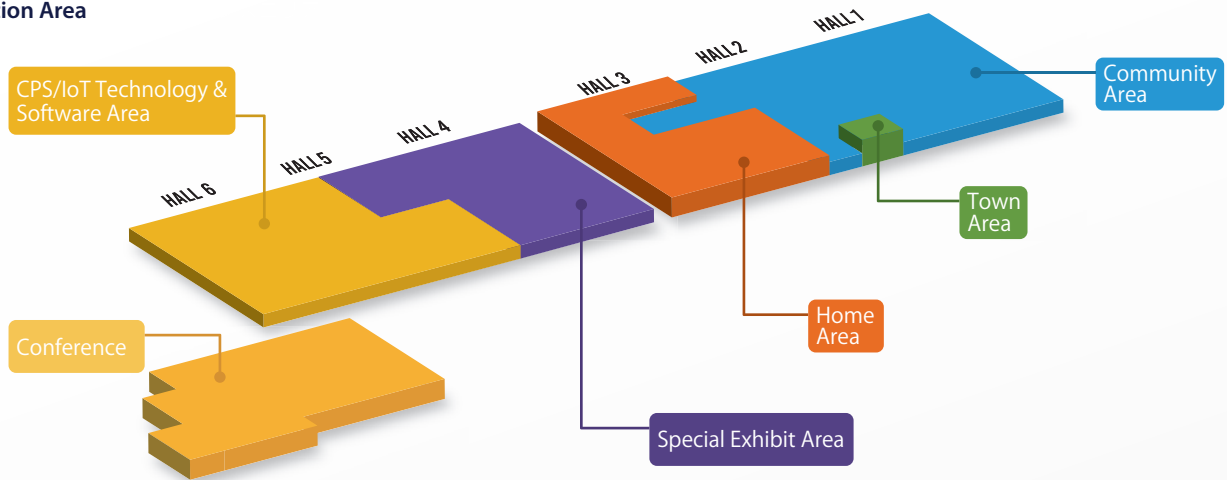 tion Area
HALL 1
HALL 2
HALL 3
HALL 4
HALL 5
HALL 6
CPS/IoT Technology &
Software Area
Community
Area
Town
Area
Home
Area
Conference
Special Exhibit Area